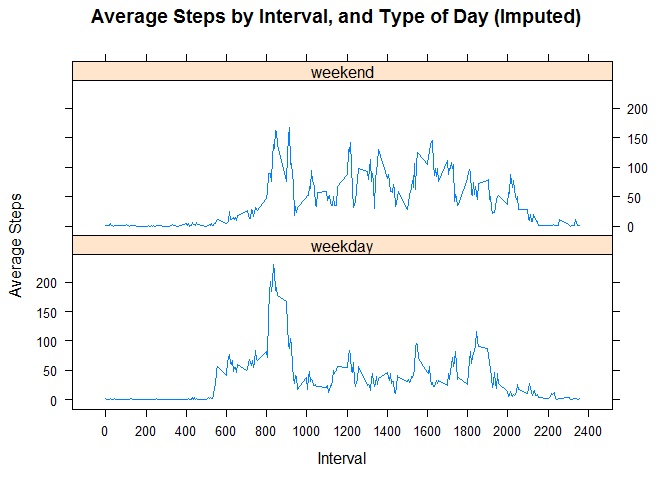 Average Steps by Interval, and Type of Day (Imputed)
weekend
200
150
100
50
0
weekday
200
150
100
50
0
Average Steps
0 200 400 600 800 1000 1200 1400 1600 1800 2000 2200 2400
Interval